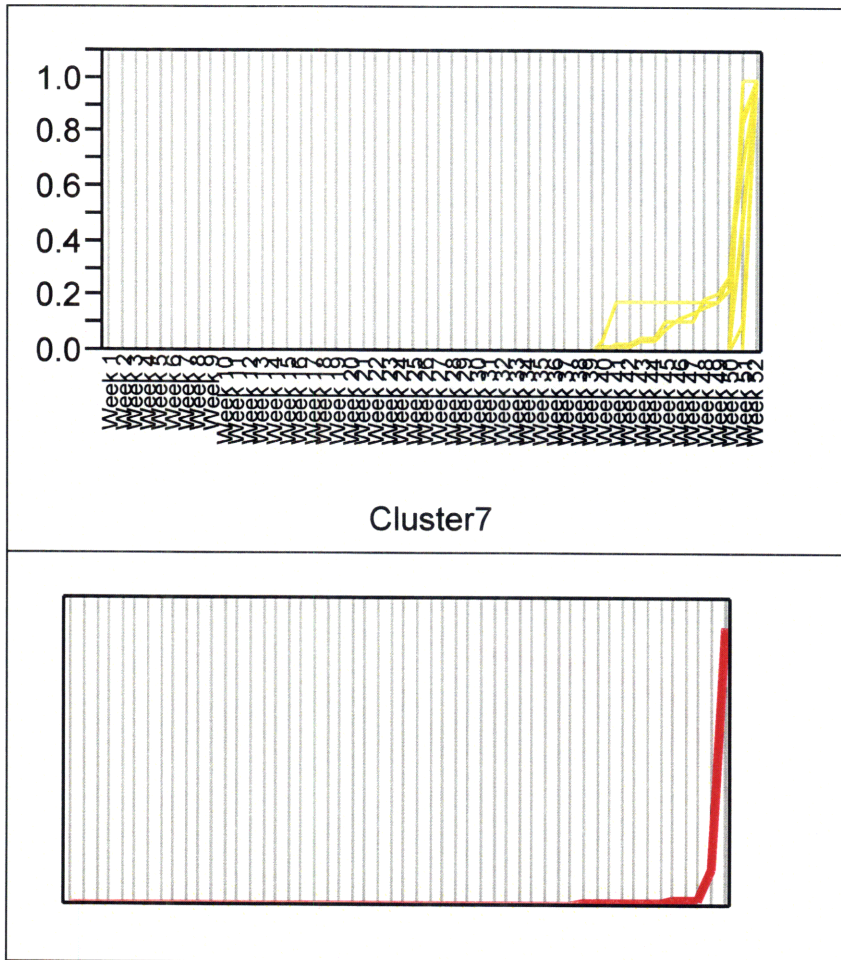 1.0
0.8
0.6
0.4
0.2
0.0
Week 1
Week 2
Week 3
Week 4
Week 5
Week 6
Week 7
Week 8
Week 9
Week 10
Week 11
Week 12
Week 13
Week 14
Week 15
Week 16
Week 17
Week 18
Week 19
Week 20
Week 21
Week 22
Week 23
Week 24
Week 25
Week 26
Week 27
Week 28
Week 29
Week 30
Week 31
Week 32
Week 33
Week 34
Week 35
Week 36
Week 37
Week 38
Week 39
Week 40
Week 41
Week 42
Week 43
Week 44
Week 45
Week 46
Week 47
Week 48
Week 49
Week 50
Week 51
Week 52
Cluster7